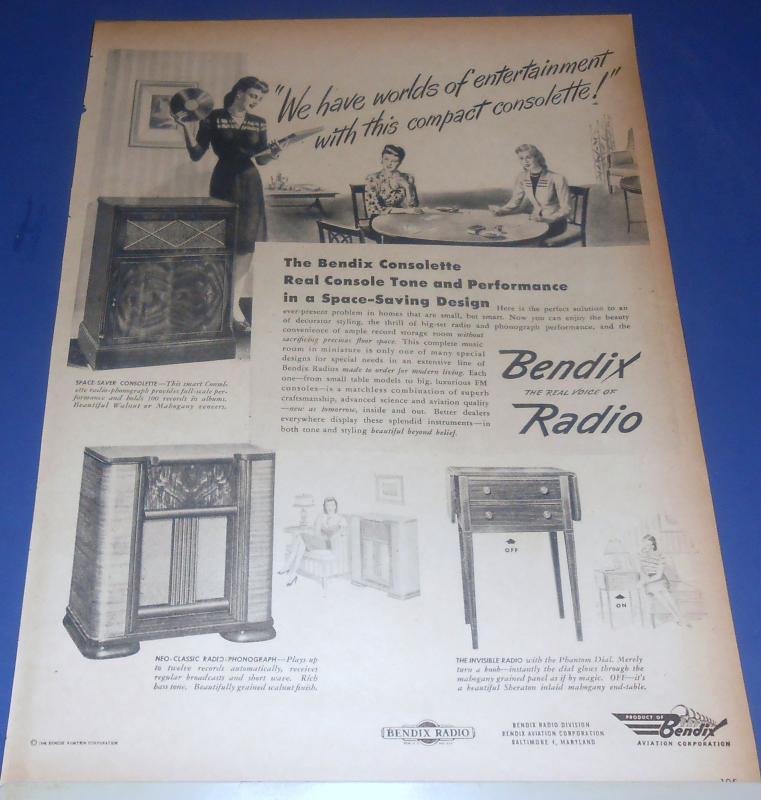 "We have worlds of entertainment
with this compact consolette!"
The Bendix Consolette
Real Console Tone and Performance
in a Space-Saving Design Here is the perfect solution to an
ever-present problem in homes that are small, but smart. Now you can enjoy the beauty
of decorator styling, the thrill of big-set radio and phonograph performance, and the
convenience of ample record storage room without
sacrificing precious floor space. This complete music
room in miniature is only one of many special
designs for special needs in an extensive line of
Bendix Radios made to order for modern living. Each
one—from small table models to big, luxurious FM
consoles—is a matchless combination of superb
craftsmanship, advanced science and aviation quality
—new as tomorrow, inside and out. Better dealers
everywhere display these splendid instruments—in
both tone and styling beautiful beyond belief.
Bendix
THE REAL VOICE OF
Radio
SPACE-SAVER CONSOLETTE—This smart Consol-
ette radio-phonograph provides full-scale per-
formance and holds 100 records in albums.
Beautiful Walnut or Mahogany veneers.
OFF
ON
NEO-CLASSIC RADIO-PHONOGRAPH—Plays up
to twelve records automatically, receives
regular broadcasts and short wave. Rich
bass tone. Beautifully grained walnut finish.
THE INVISIBLE RADIO with the Phantom Dial. Merely
turn a knob—instantly the dial glows through the
mahogany grained panel as if by magic. OFF—it's
a beautiful Sheraton inlaid mahogany end-table.
© 1946 BENDIX AVIATION CORPORATION
BENDIX RADIO
BENDIX RADIO DIVISION
BENDIX AVIATION CORPORATION
BALTIMORE 4, MARYLAND
PRODUCT OF
Bendix
AVIATION CORPORATION